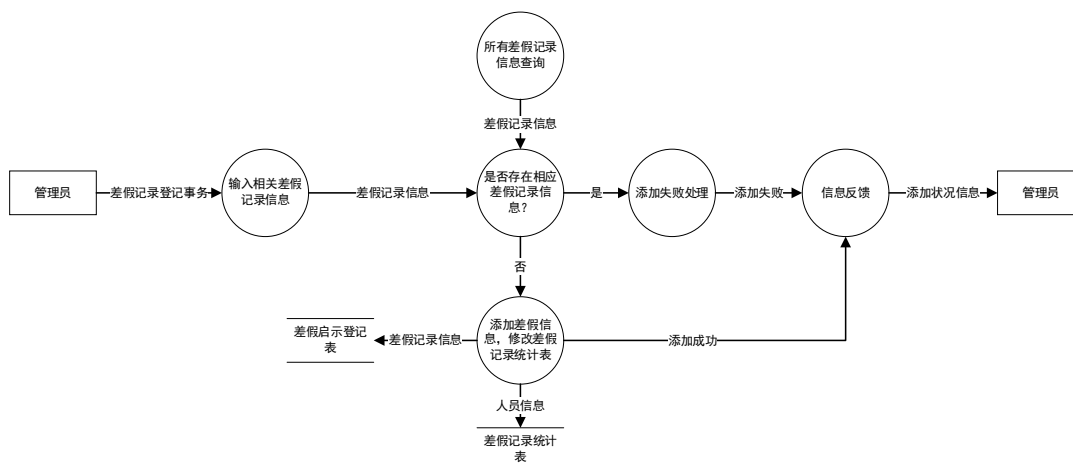 所有差假记录
信息查询
差假记录信息
管理员
差假记录登记事务
输入相关差假
记录信息
差假记录信息
是否存在相应
差假记录信
息？
是
添加失败处理
添加失败
信息反馈
添加状况信息
管理员
否
差假启示登记
表
差假记录信息
添加差假信
息，修改差假
记录统计表
添加成功
人员信息
差假记录统计
表